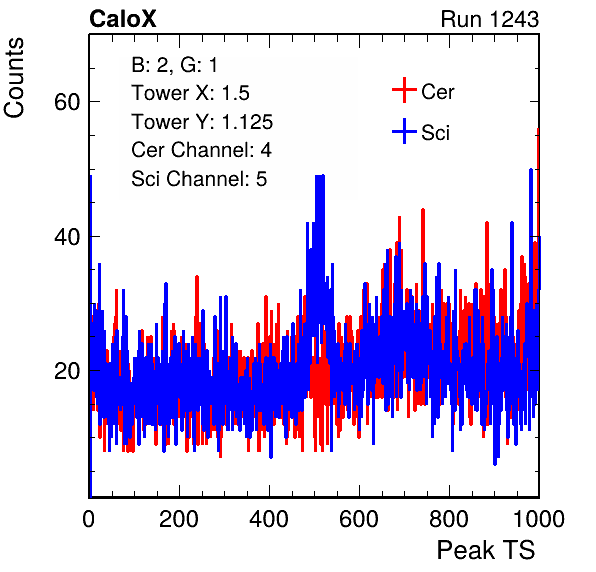 CaloX
Run 1243
Counts
B: 2, G: 1
Tower X: 1.5
Tower Y: 1.125
Cer Channel: 4
Sci Channel: 5
Cer
Sci
60
40
20
0 200 400 600 800 1000
Peak TS